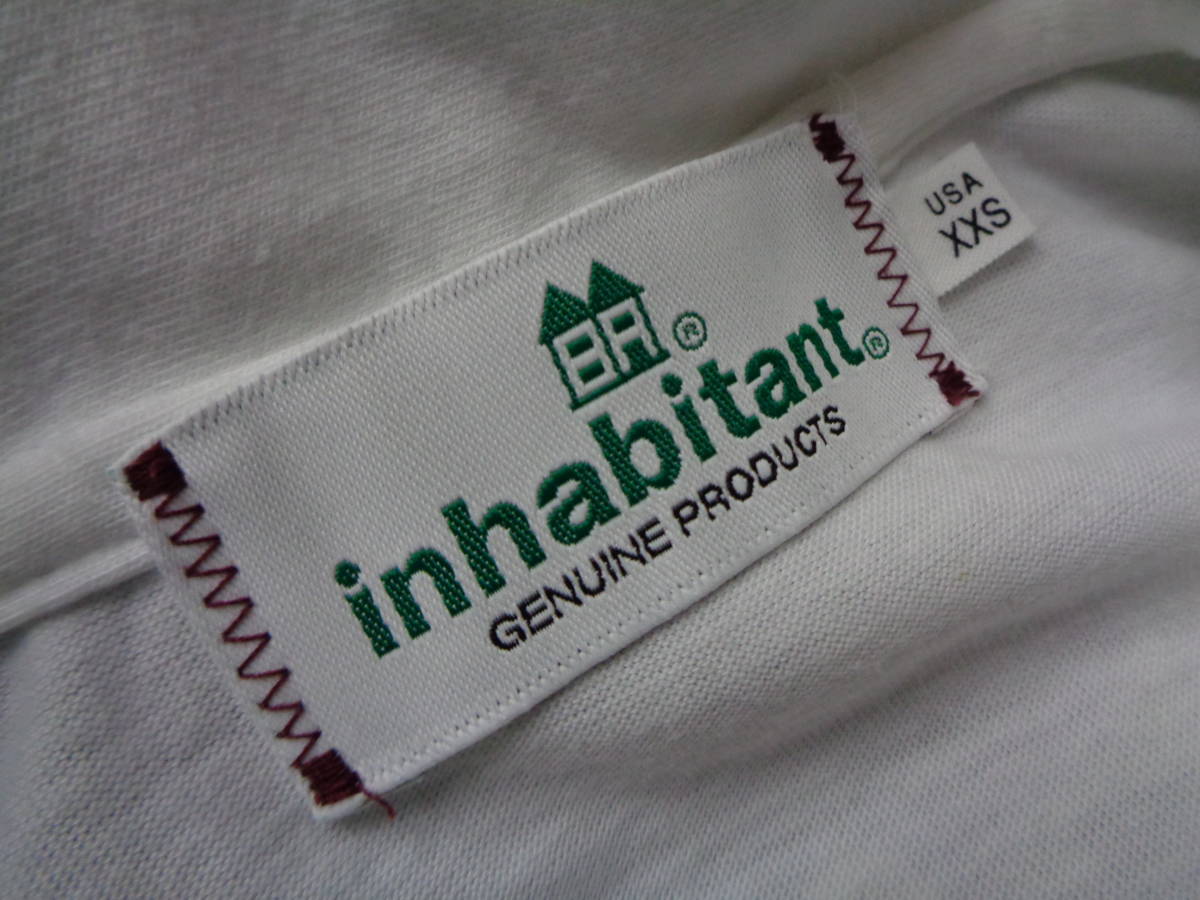 ®
inhabitant®
GENUINE PRODUCTS
USA
XXS